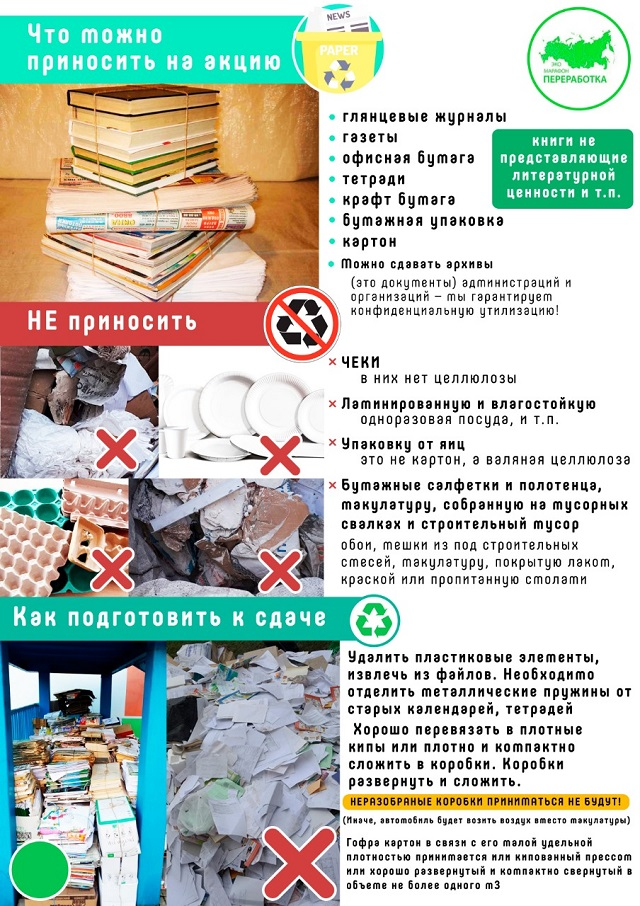 Что можно
приносить на акцию
NEWS
PAPER
ЭКО
МАРАФОН
ПЕРЕРАБОТКА
глянцевые журналы
газеты
офисная бумага
тетради
крафт бумага
бумажная упаковка
картон
книги не
представляющие
литературной
ценности и т.п.
Можно сдавать архивы
(это документы) администраций и
организаций – мы гарантируем
конфиденциальную утилизацию!
НЕ приносить
ЧЕКИ
в них нет целлюлозы
Ламинированную и влагостойкую
одноразовая посуда, и т.п.
Упаковку от яиц
это не картон, а валяная целлюлоза
Бумажные салфетки и полотенца,
макулатуру, собранную на мусорных
свалках и строительный мусор
обои, мешки из под строительных
смесей, макулатуру, покрытую лаком,
краской или пропитанную смолами
Как подготовить к сдаче
Удалить пластиковые элементы,
извлечь из файлов. Необходимо
отделить металлические пружины от
старых календарей, тетрадей
Хорошо перевязать в плотные
кипы или плотно и компактно
сложить в коробки. Коробки
развернуть и сложить.
НЕРАЗОБРАНЫЕ КОРОБКИ ПРИНИМАТЬСЯ НЕ БУДУТ!
(Иначе, автомобиль будет возить воздух вместо макулатуры)
Гофра картон в связи с его малой удельной
плотностью принимается или кипованный прессом
или хорошо развернутый и компактно свернутый в
объеме не более одного м3